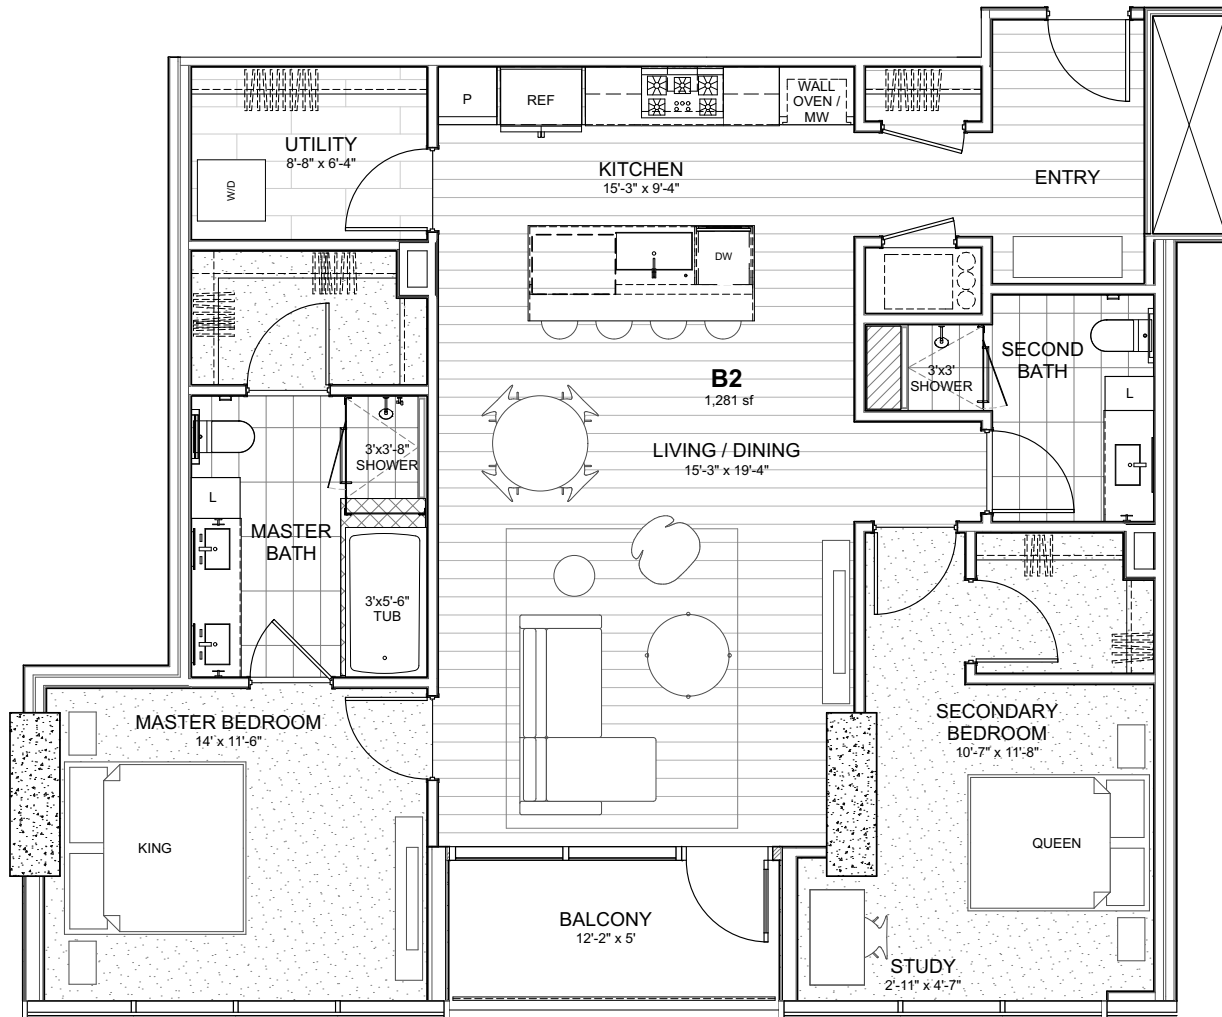 P
REF
WALL
OVEN /
MW
UTILITY
8'-8" x 6'-4"
W/D
KITCHEN
15'-3" x 9'-4"
ENTRY
DW
B2
1,281 sf
3'x3'
SHOWER
SECOND
BATH
L
3'x3'-8"
SHOWER
LIVING / DINING
15'-3" x 19'-4"
L
MASTER
BATH
3'x5'-6"
TUB
MASTER BEDROOM
14' x 11'-6"
SECONDARY
BEDROOM
10'-7" x 11'-8"
KING
QUEEN
BALCONY
12'-2" x 5'
STUDY
2'-11" x 4'-7"